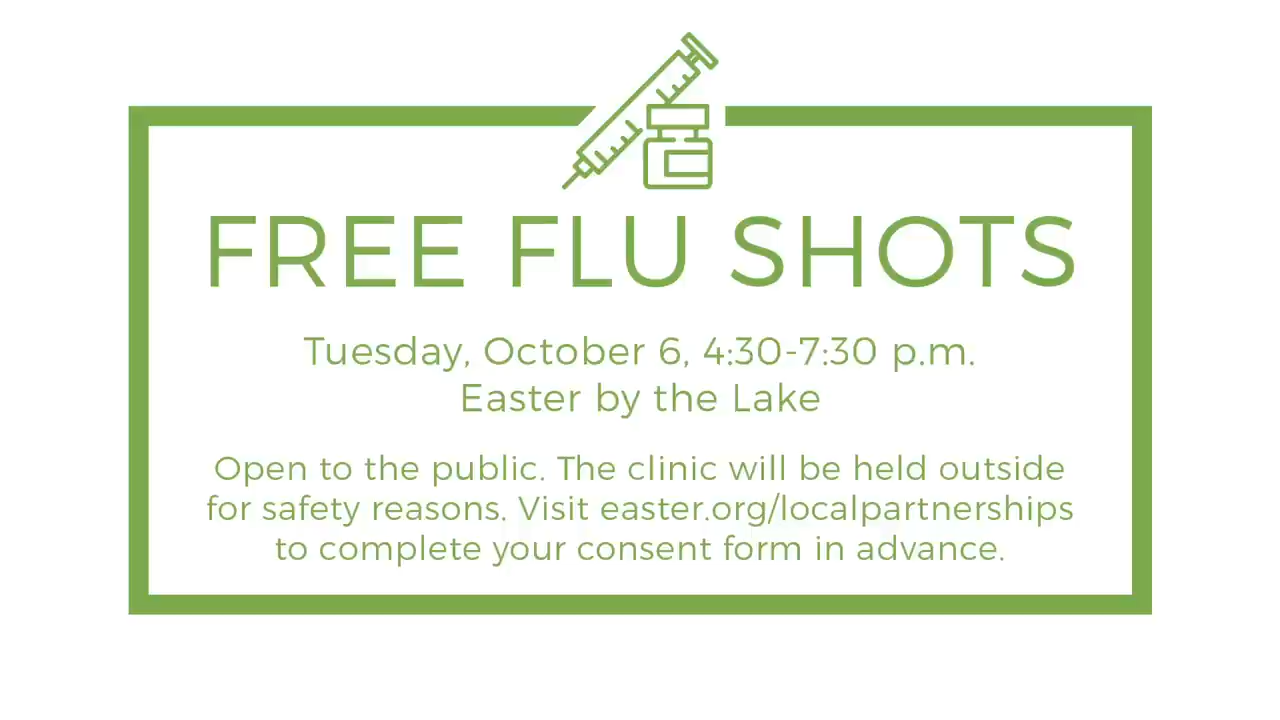 FREE FLU SHOTS
Tuesday, October 6, 4:30-7:30 p.m.
Easter by the Lake
Open to the public. The clinic will be held outside
for safety reasons. Visit easter.org/localpartnerships
to complete your consent form in advance.